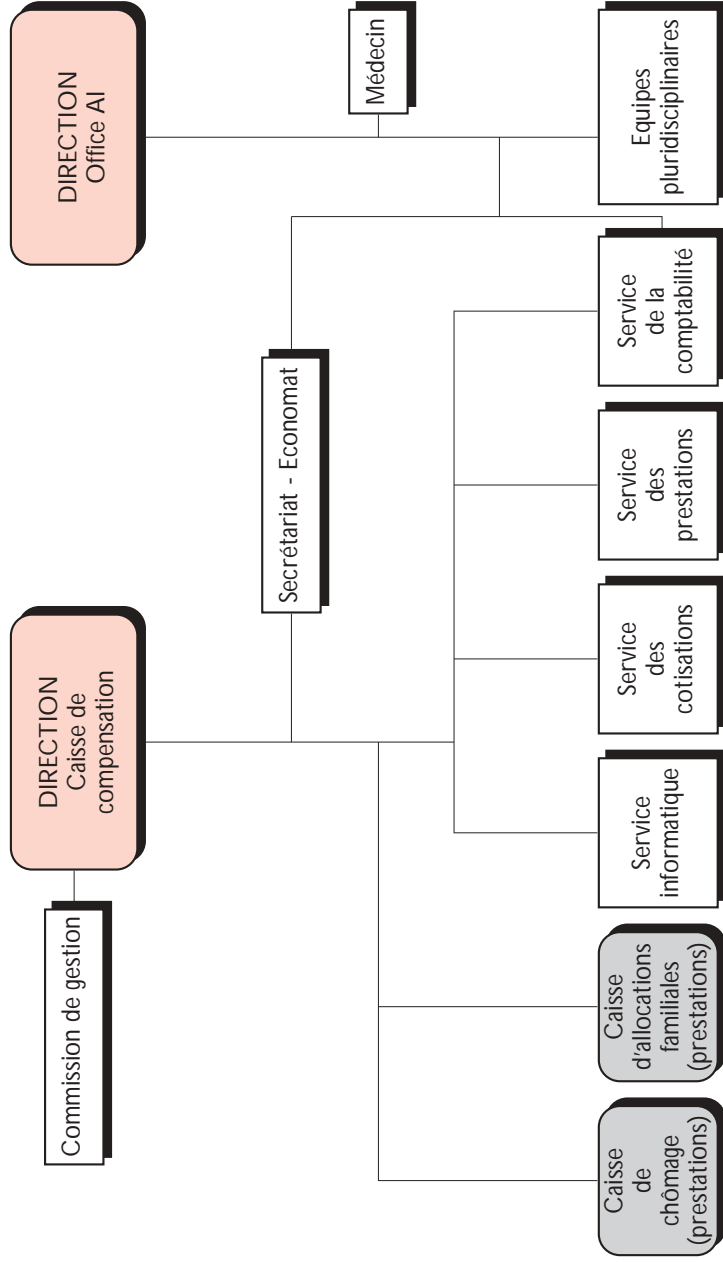 Commission de gestion
DIRECTION
Caisse de
compensation
DIRECTION
Office AI
Secrétariat - Economat
Médecin
Caisse
de
chômage
(prestations)
Caisse
d'allocations
familiales
(prestations)
Service
informatique
Service
des
cotisations
Service
des
prestations
Service
de la
comptabilité
Equipes
pluridisciplinaires